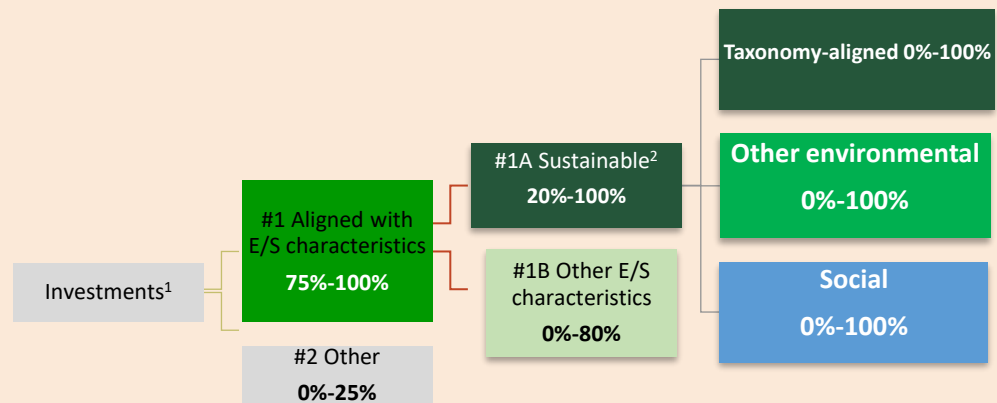 Investments¹
#1 Aligned with
E/S characteristics
75%-100%
#2 Other
0%-25%
#1A Sustainable²
20%-100%
#1B Other E/S
characteristics
0%-80%
Taxonomy-aligned 0%-100%
Other environmental
0%-100%
Social
0%-100%